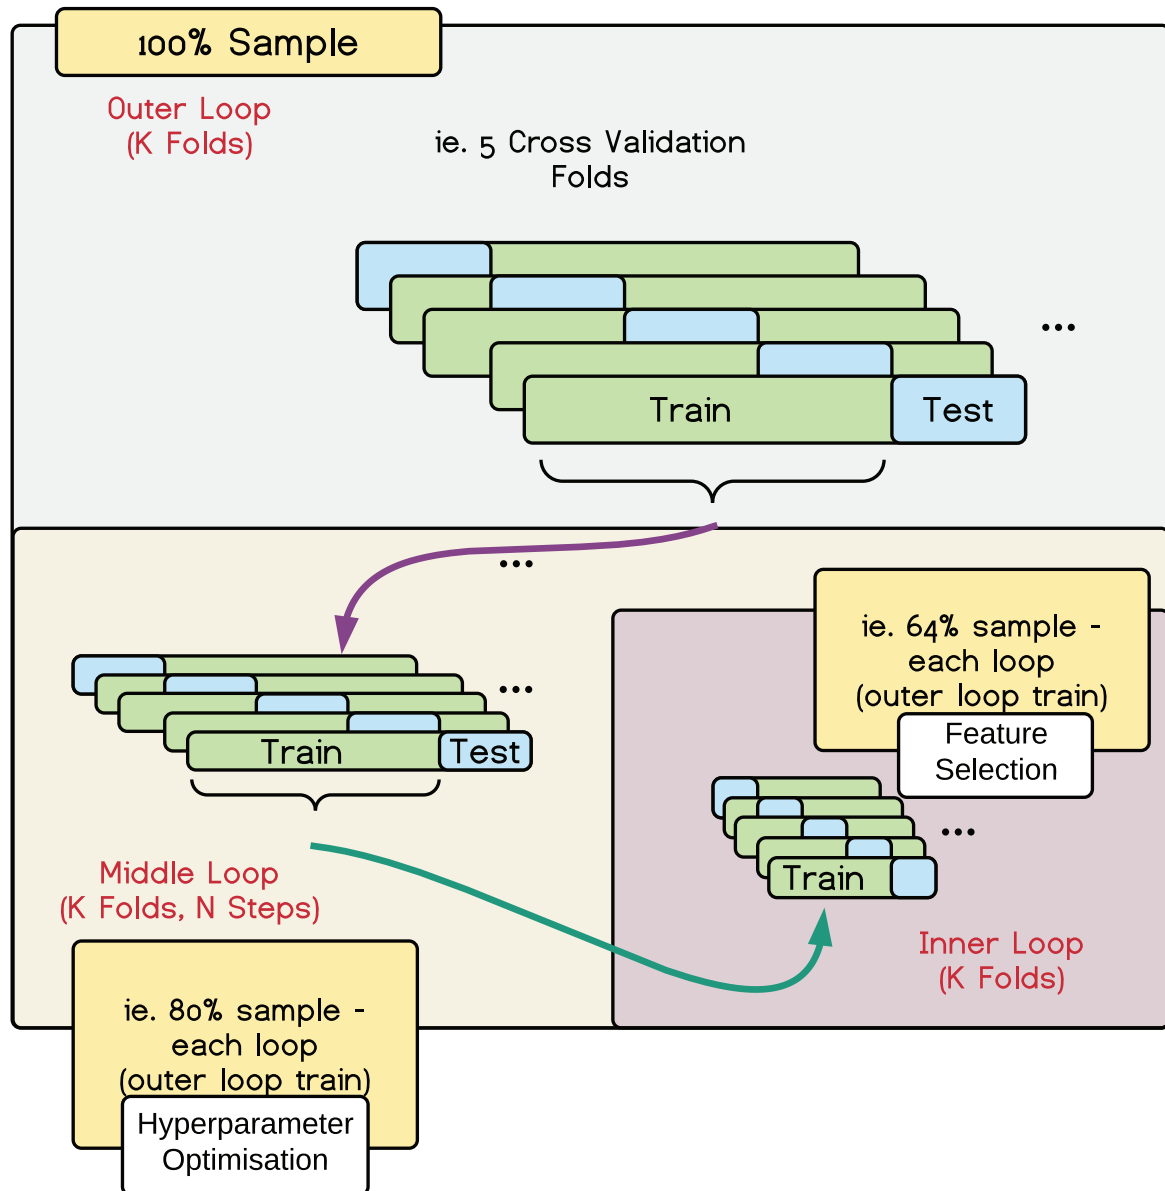 100% Sample
Outer Loop
(K Folds)
ie. 5 Cross Validation
Folds
...
Train
Test
...
ie. 64% sample -
each loop
(outer loop train)
Feature
Selection
...
Train
Test
...
Train
Middle Loop
(K Folds, N Steps)
Inner Loop
(K Folds)
ie. 80% sample -
each loop
(outer loop train)
Hyperparameter
Optimisation